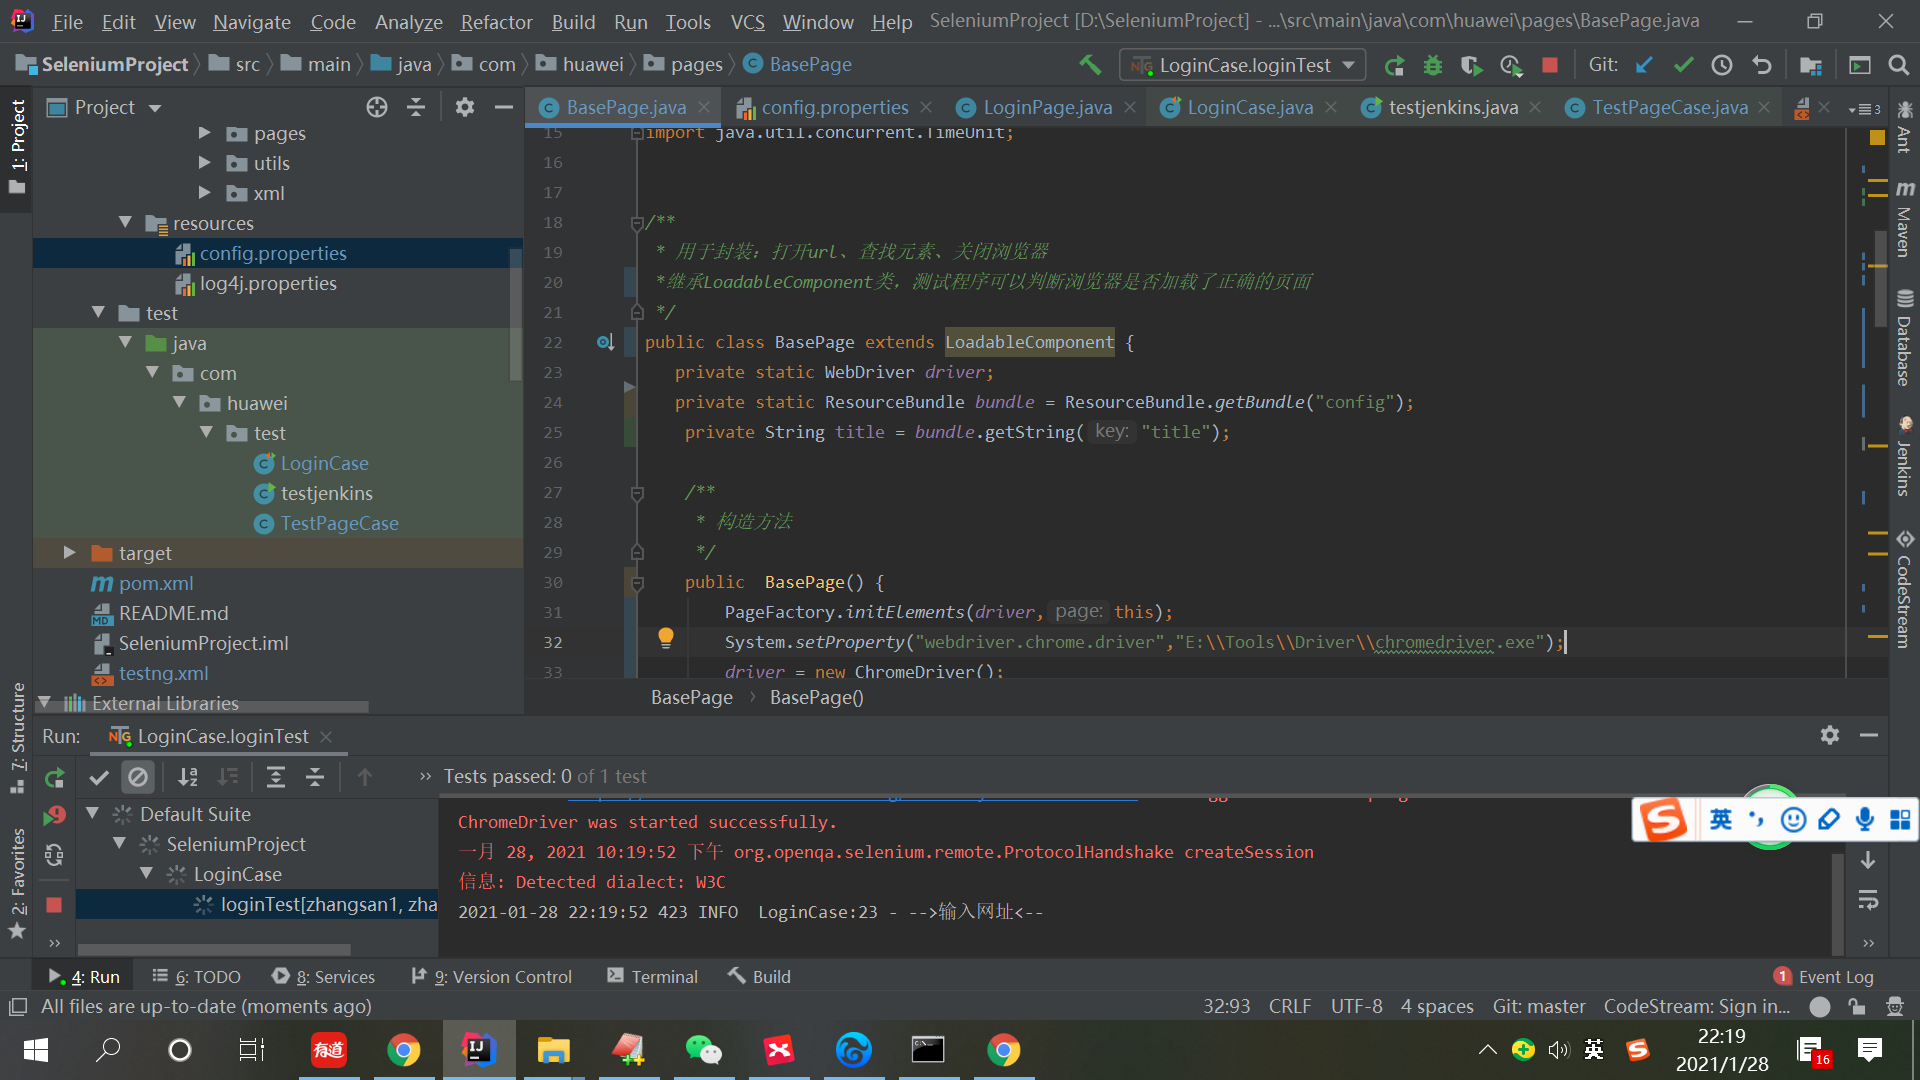 File Edit View Navigate Code Analyze Refactor Build Run Tools VCS Window Help SeleniumProject [D:\SeleniumProject] - ...\src\main\java\com\huawei\pages\BasePage.java
SeleniumProject src main java com huawei pages BasePage LoginCase.loginTest Git:
1: Project
Project
BasePage.java config.properties LoginPage.java LoginCase.java testjenkins.java TestPageCase.java 3
pages
utils
xml
resources
config.properties
log4j.properties
test
java
com
huawei
test
LoginCase
testjenkins
TestPageCase
target
pom.xml
README.md
SeleniumProject.iml
testng.xml
External Libraries
15 import java.util.concurrent.TimeUnit;
16
17
18 /**
19 * 用于封装：打开url、查找元素、关闭浏览器
20 *继承LoadableComponent类，测试程序可以判断浏览器是否加载了正确的页面
21 */
22 public class BasePage extends LoadableComponent {
23 private static WebDriver driver;
24 private static ResourceBundle bundle = ResourceBundle.getBundle("config");
25 private String title = bundle.getString( key: "title");
26
27 /**
28 * 构造方法
29 */
30 public BasePage() {
31 PageFactory.initElements(driver, page: this);
32 System.setProperty("webdriver.chrome.driver","E:\\Tools\\Driver\\chromedriver.exe");
33 driver = new ChromeDriver();
BasePage BasePage()
Ant
Maven
Database
Jenkins
CodeStream
7: Structure
2: Favorites
Run: LoginCase.loginTest
Tests passed: 0 of 1 test
Default Suite
SeleniumProject
LoginCase
loginTest[zhangsan1, zha
ChromeDriver was started successfully.
一月 28, 2021 10:19:52 下午 org.openqa.selenium.remote.ProtocolHandshake createSession
信息: Detected dialect: W3C
2021-01-28 22:19:52 423 INFO LoginCase:23 - -->输入网址<--
英
4: Run 6: TODO 8: Services 9: Version Control Terminal Build 1 Event Log
All files are up-to-date (moments ago) 32:93 CRLF UTF-8 4 spaces Git: master CodeStream: Sign in...
有道 英 22:19
2021/1/28 16